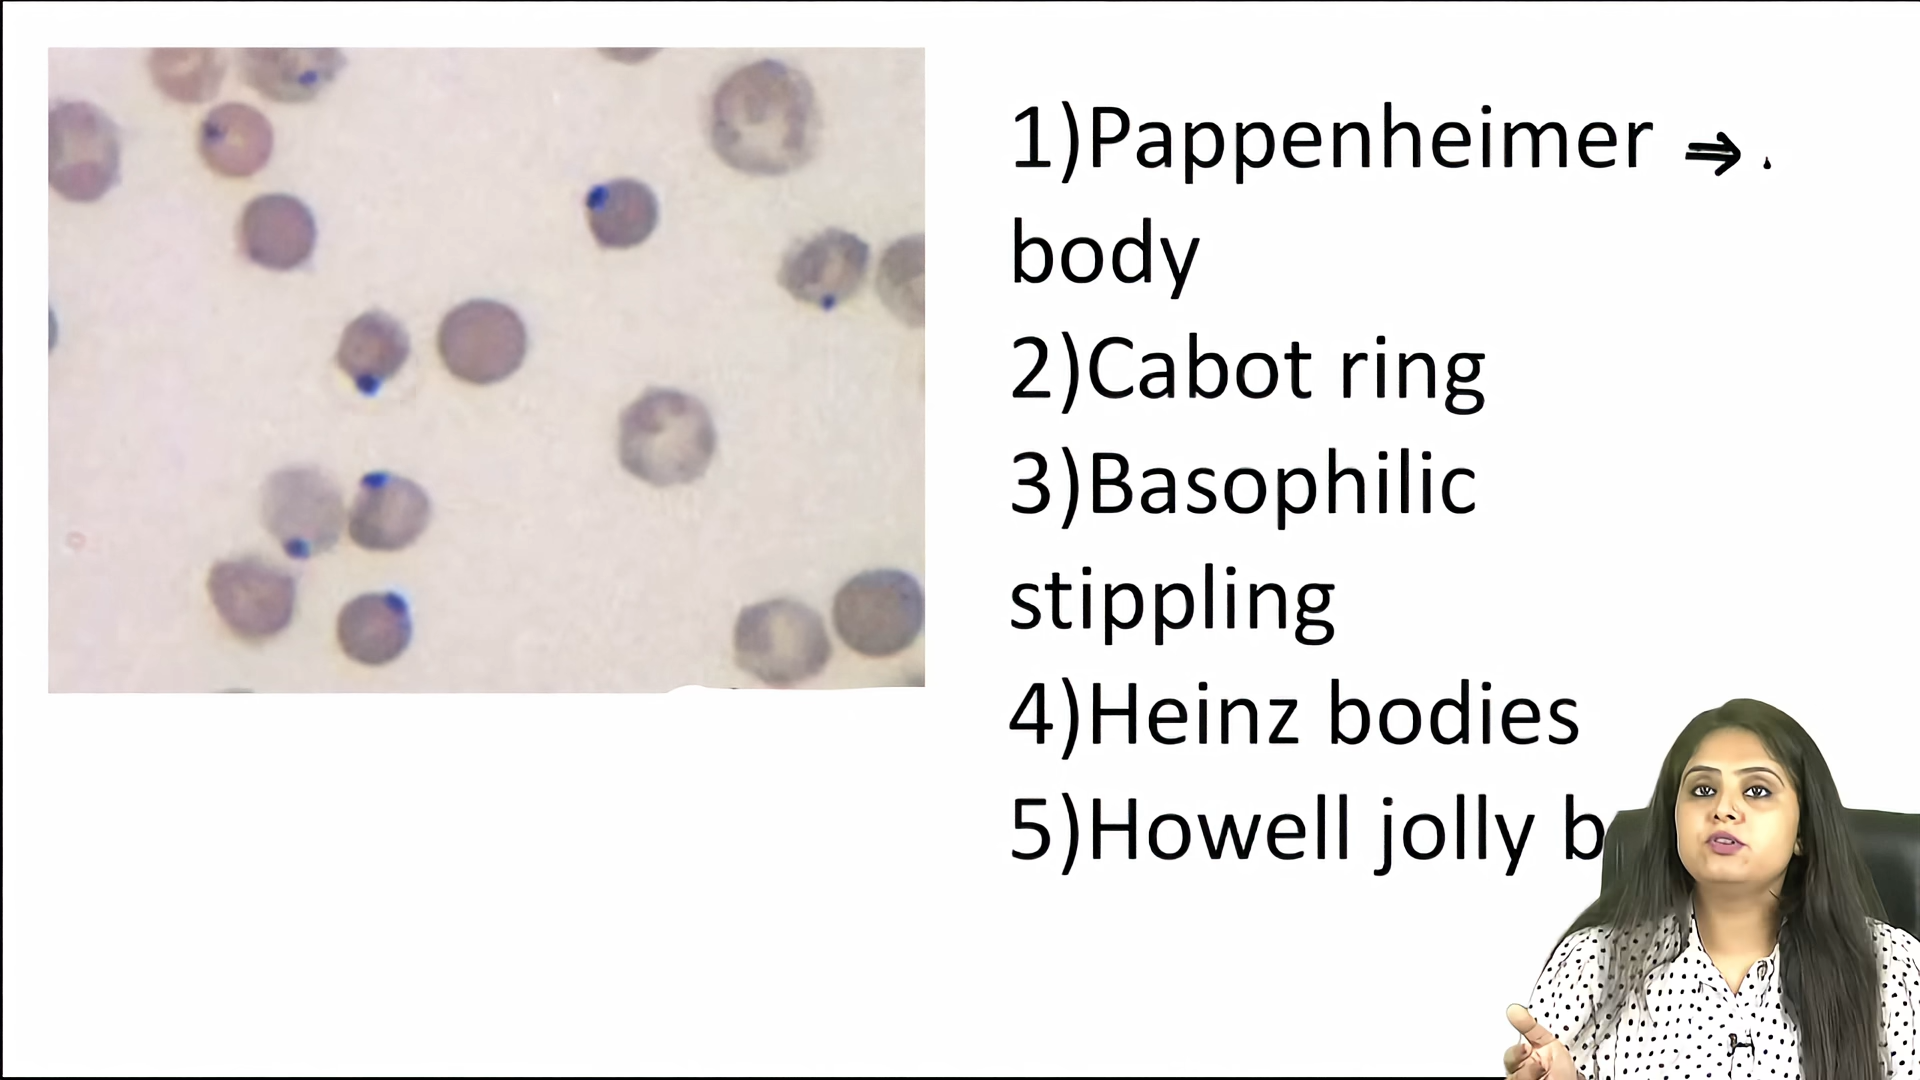 1)Pappenheimer ⇒ .
body
2)Cabot ring
3)Basophilic
stippling
4)Heinz bodies
5)Howell jolly b